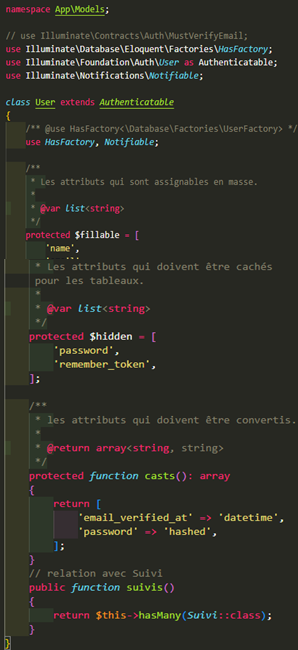 namespace App\Models;
// use Illuminate\Contracts\Auth\MustVerifyEmail;
use Illuminate\Database\Eloquent\Factories\HasFactory;
use Illuminate\Foundation\Auth\User as Authenticatable;
use Illuminate\Notifications\Notifiable;
class User extends Authenticatable
{
/** @use HasFactory<\Database\Factories\UserFactory> */
use HasFactory, Notifiable;
/**
* Les attributs qui sont assignables en masse.
*
* @var list<string>
*/
protected $fillable = [
'name',
* Les attributs qui doivent être cachés
pour les tableaux.
*
* @var list<string>
*/
protected $hidden = [
'password',
'remember_token',
];
/**
* les attributs qui doivent être convertis.
*
* @return array<string, string>
*/
protected function casts(): array
{
return [
'email_verified_at' => 'datetime',
'password' => 'hashed',
];
}
// relation avec Suivi
public function suivis()
{
return $this->hasMany(Suivi::class);
}
}